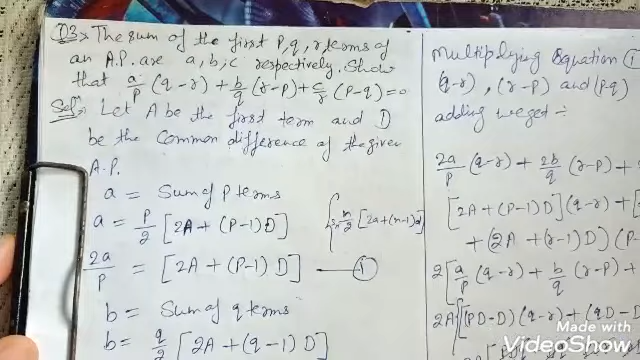 Q3> The sum of the first P, q, r, terms of
an A.P. are a, b, c respectively. Show
that a/p (q-r) + b/q (r-p) + c/r (p-q) = 0
Sol:- Let A be the first term and D
be the common difference of the given
A.P.
a = Sum of p terms
a = P/2 [2A + (P-1) D] n/2 [2a+(n-1)d]
2a/P = [2A + (P-1) D] — ①
b = Sum of q terms
b = q/2 [2A + (q-1) D]
Multiplying Equation ①
(q-r), (r-P) and (p-q)
adding we get :-
2a/P (q-r) + 2b/q (r-p) +
[2A + (P-1) D] (q-r) + [
+ (2A + (r-1) D) (P-
2[a/p (q-r) + b/q (r-p) +
2A (PD-D) (q-r) + (qD-D
Made with
VideoShow